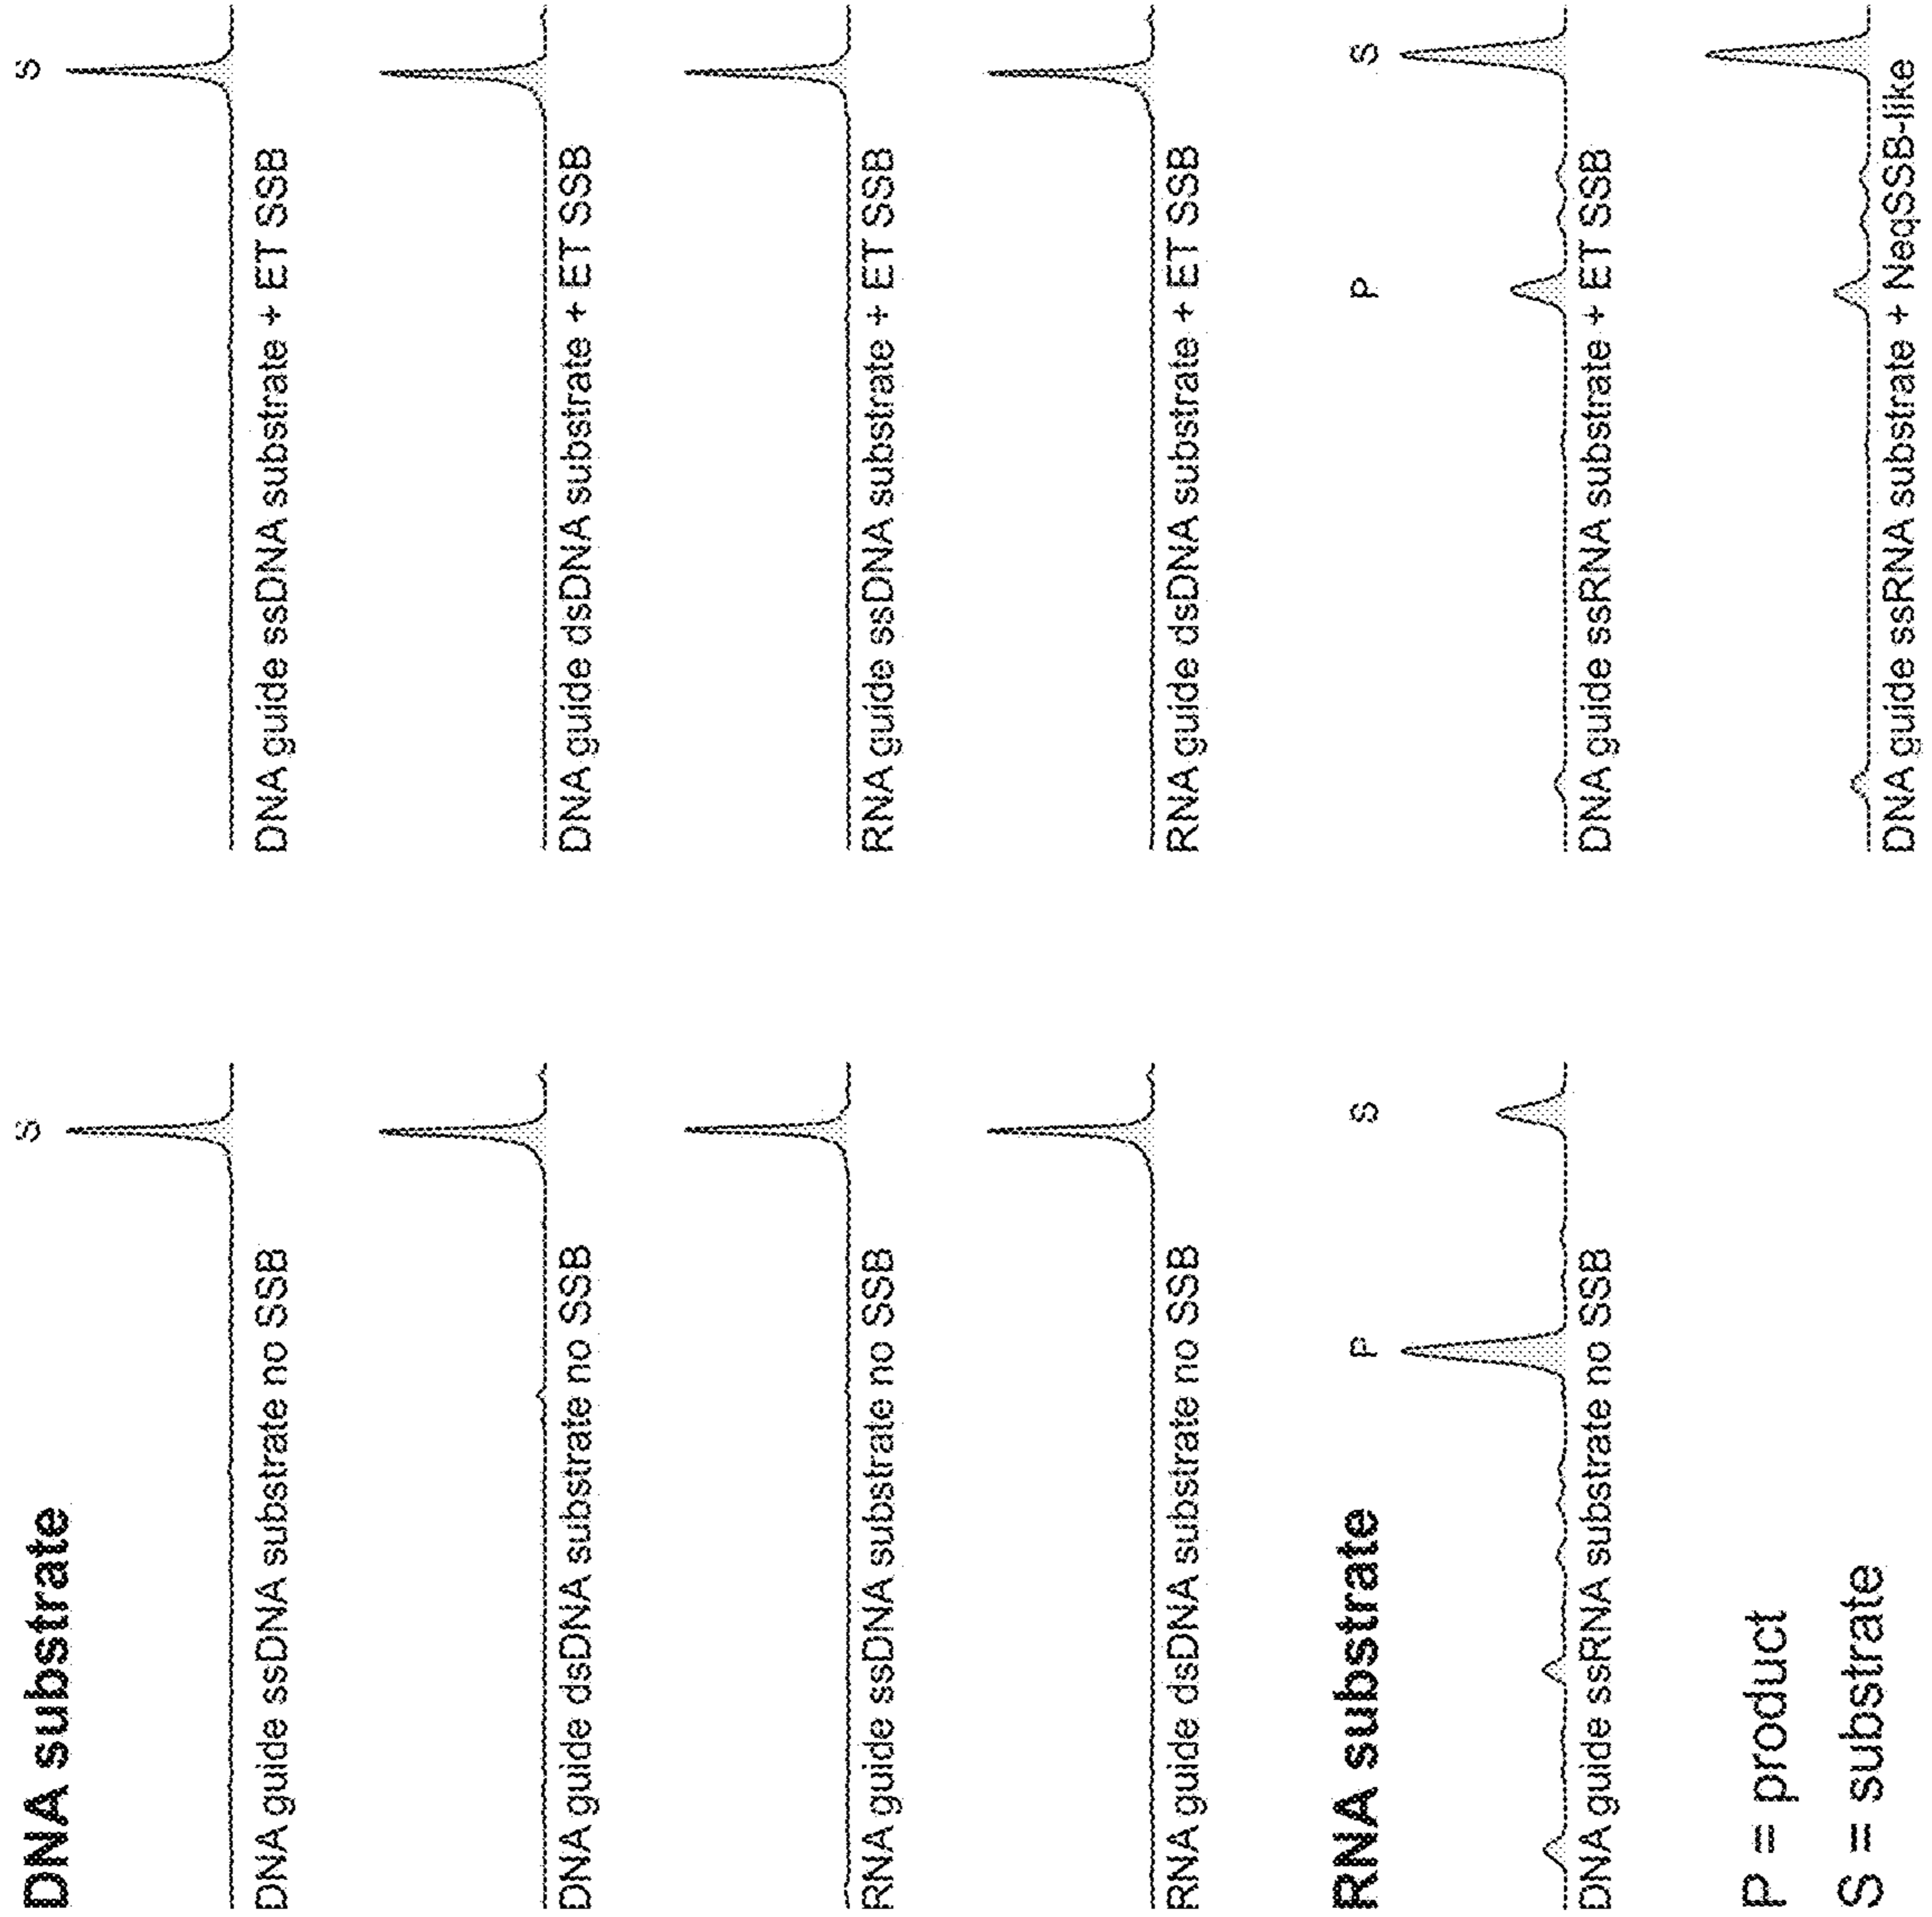 DNA substrate
S
S
DNA guide ssDNA substrate no SSB
DNA guide ssDNA substrate + ET SSB
DNA guide dsDNA substrate no SSB
DNA guide dsDNA substrate + ET SSB
RNA guide ssDNA substrate no SSB
RNA guide ssDNA substrate + ET SSB
RNA guide dsDNA substrate no SSB
RNA guide dsDNA substrate + ET SSB
RNA substrate
P
S
P
S
DNA guide ssRNA substrate no SSB
DNA guide ssRNA substrate + ET SSB
P = product
S = substrate
DNA guide ssRNA substrate + NeqSSB-like